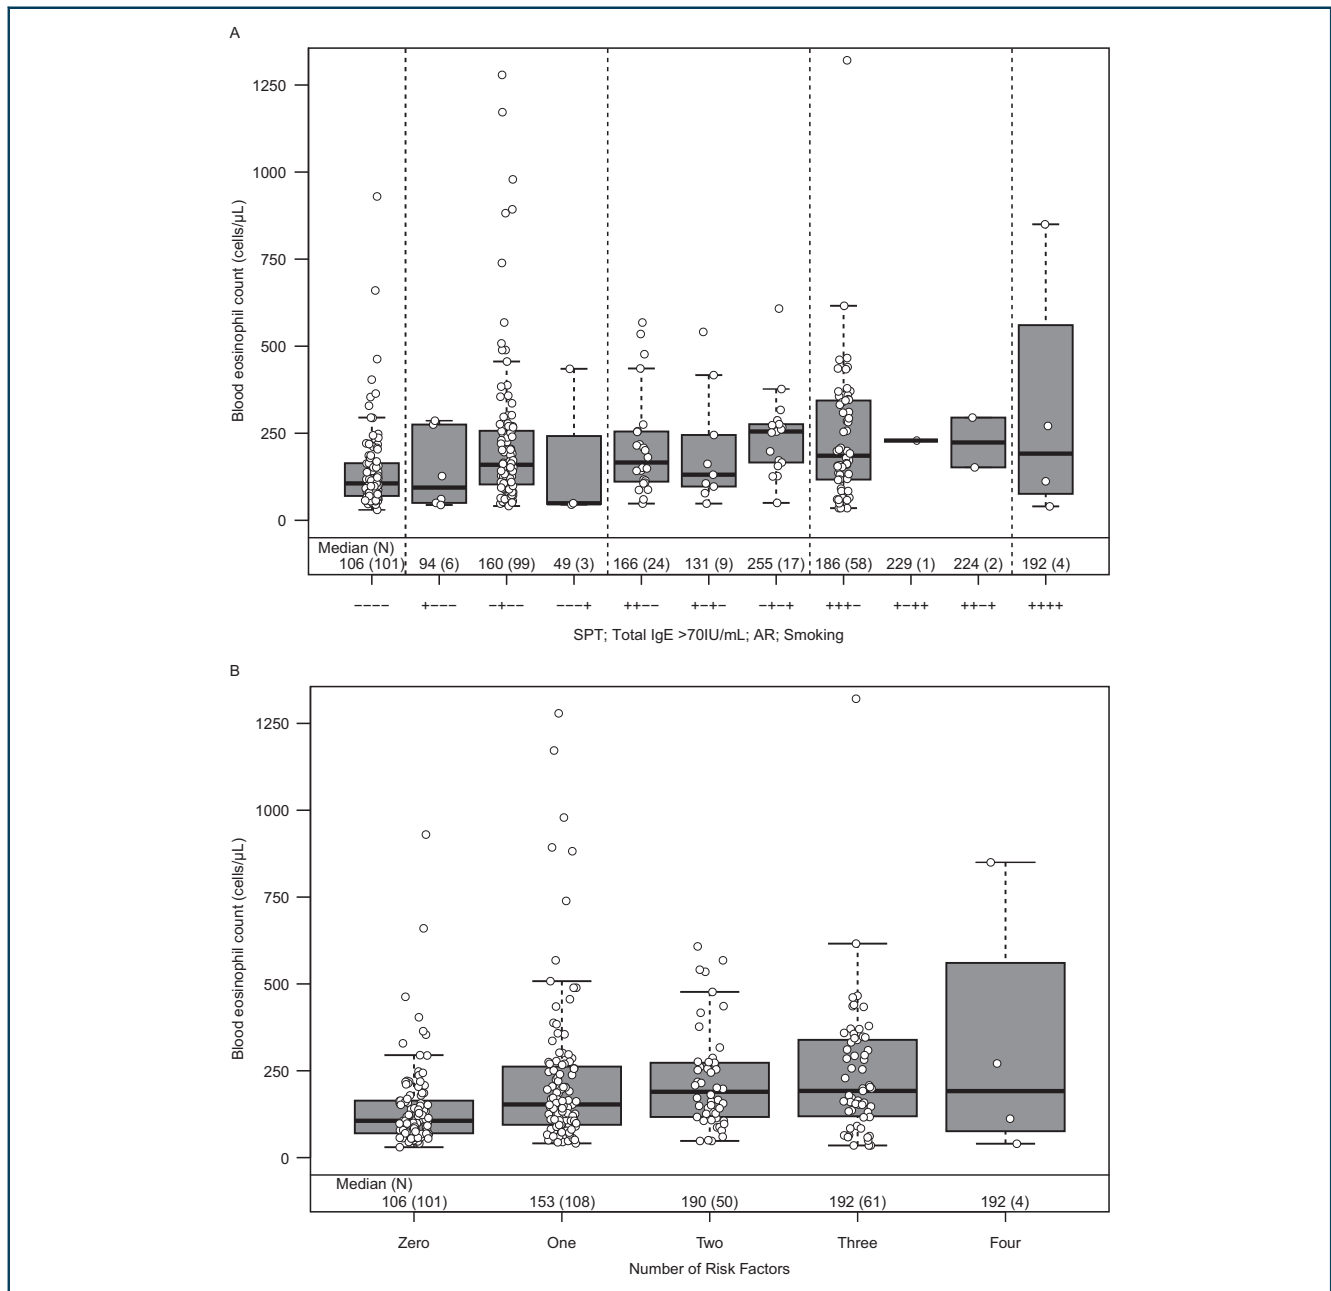 A
1250
1000
750
500
250
0
Blood eosinophil count (cells/µL)
Median (N)
106 (101) 94 (6) 160 (99) 49 (3) 166 (24) 131 (9) 255 (17) 186 (58) 229 (1) 224 (2) 192 (4)
−−−− +−−− −+−− −−−+ ++−− +−+− −+−+ +++− +−++ ++−+ ++++
SPT; Total IgE >70IU/mL; AR; Smoking
B
1250
1000
750
500
250
0
Blood eosinophil count (cells/µL)
Median (N)
106 (101) 153 (108) 190 (50) 192 (61) 192 (4)
Zero One Two Three Four
Number of Risk Factors